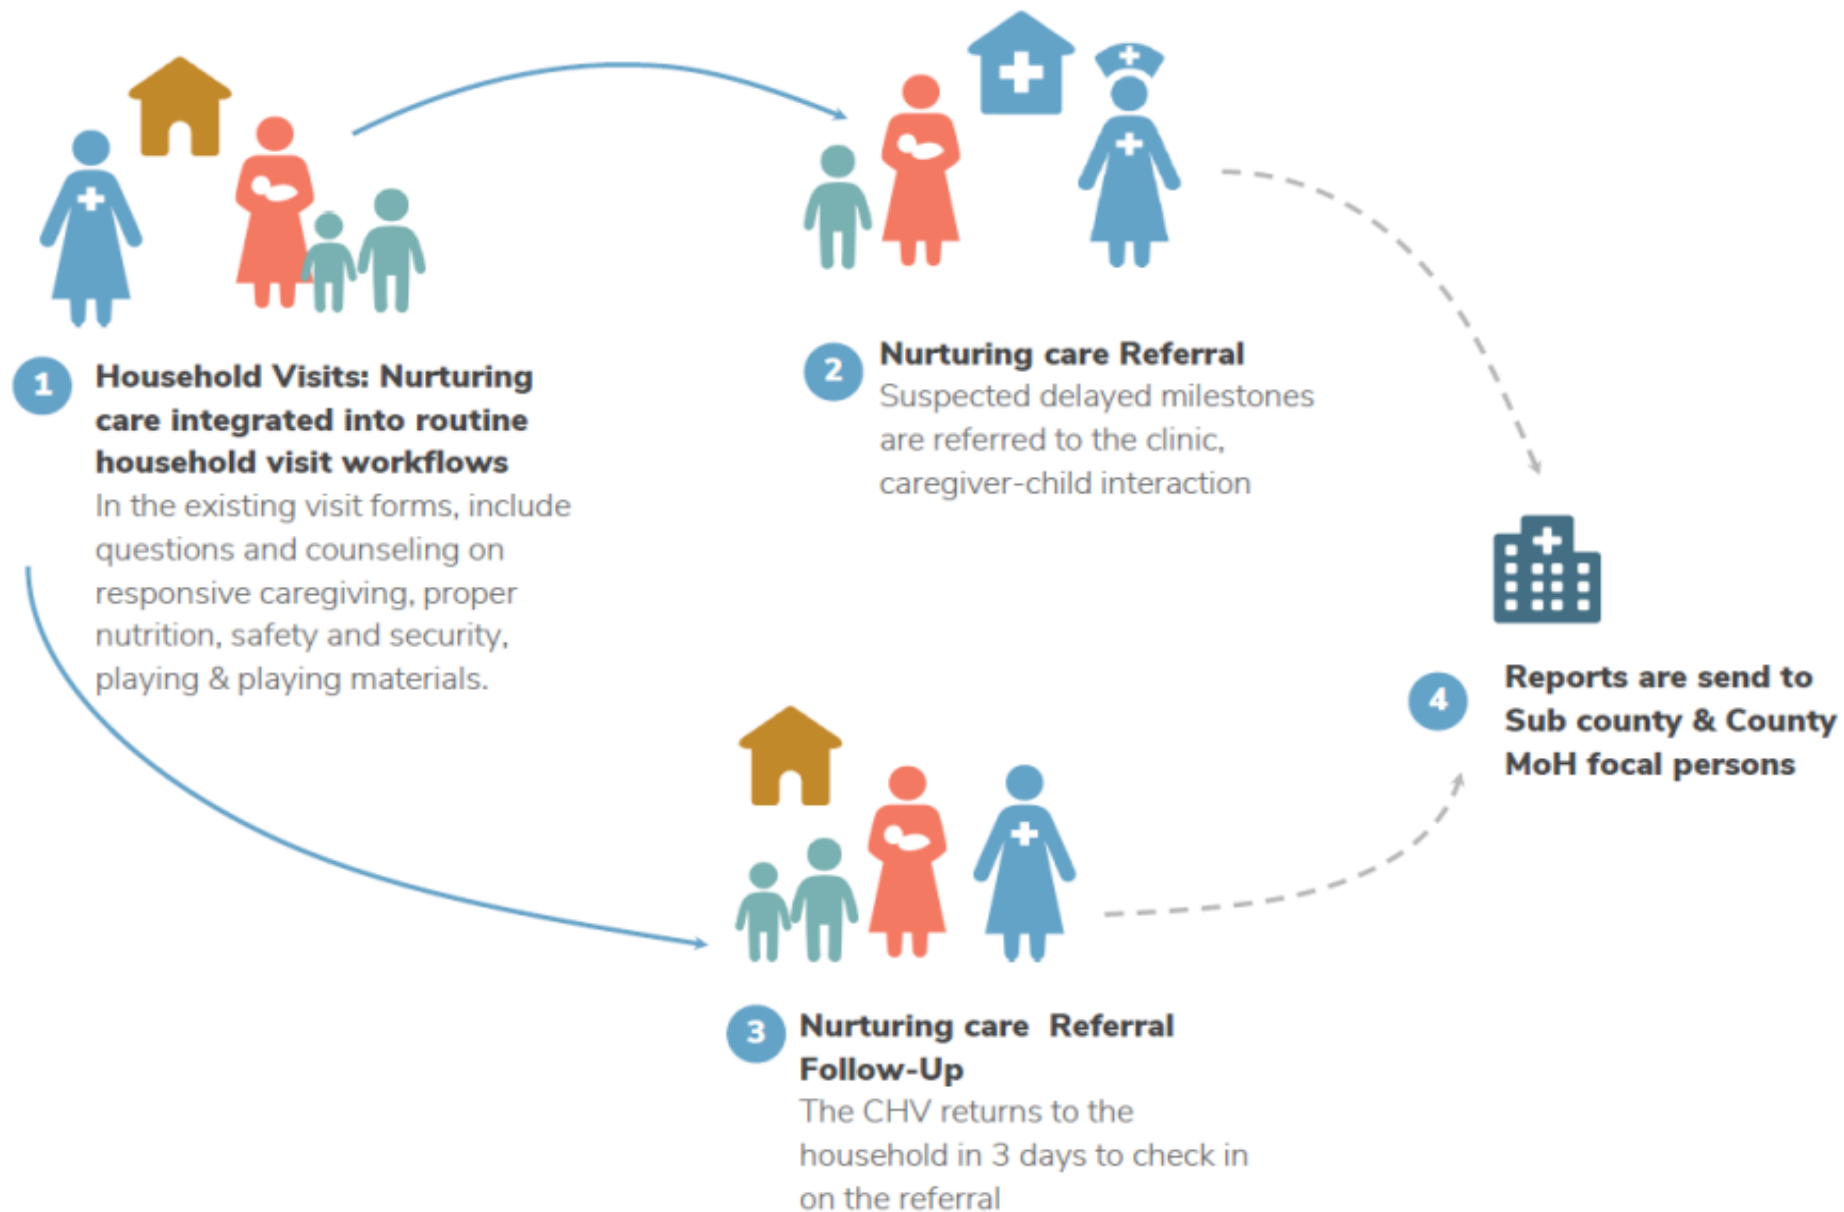 1
Household Visits: Nurturing
care integrated into routine
household visit workflows
In the existing visit forms, include
questions and counseling on
responsive caregiving, proper
nutrition, safety and security,
playing & playing materials.
2
Nurturing care Referral
Suspected delayed milestones
are referred to the clinic,
caregiver-child interaction
3
Nurturing care Referral
Follow-Up
The CHV returns to the
household in 3 days to check in
on the referral
4
Reports are send to
Sub county & County
MoH focal persons